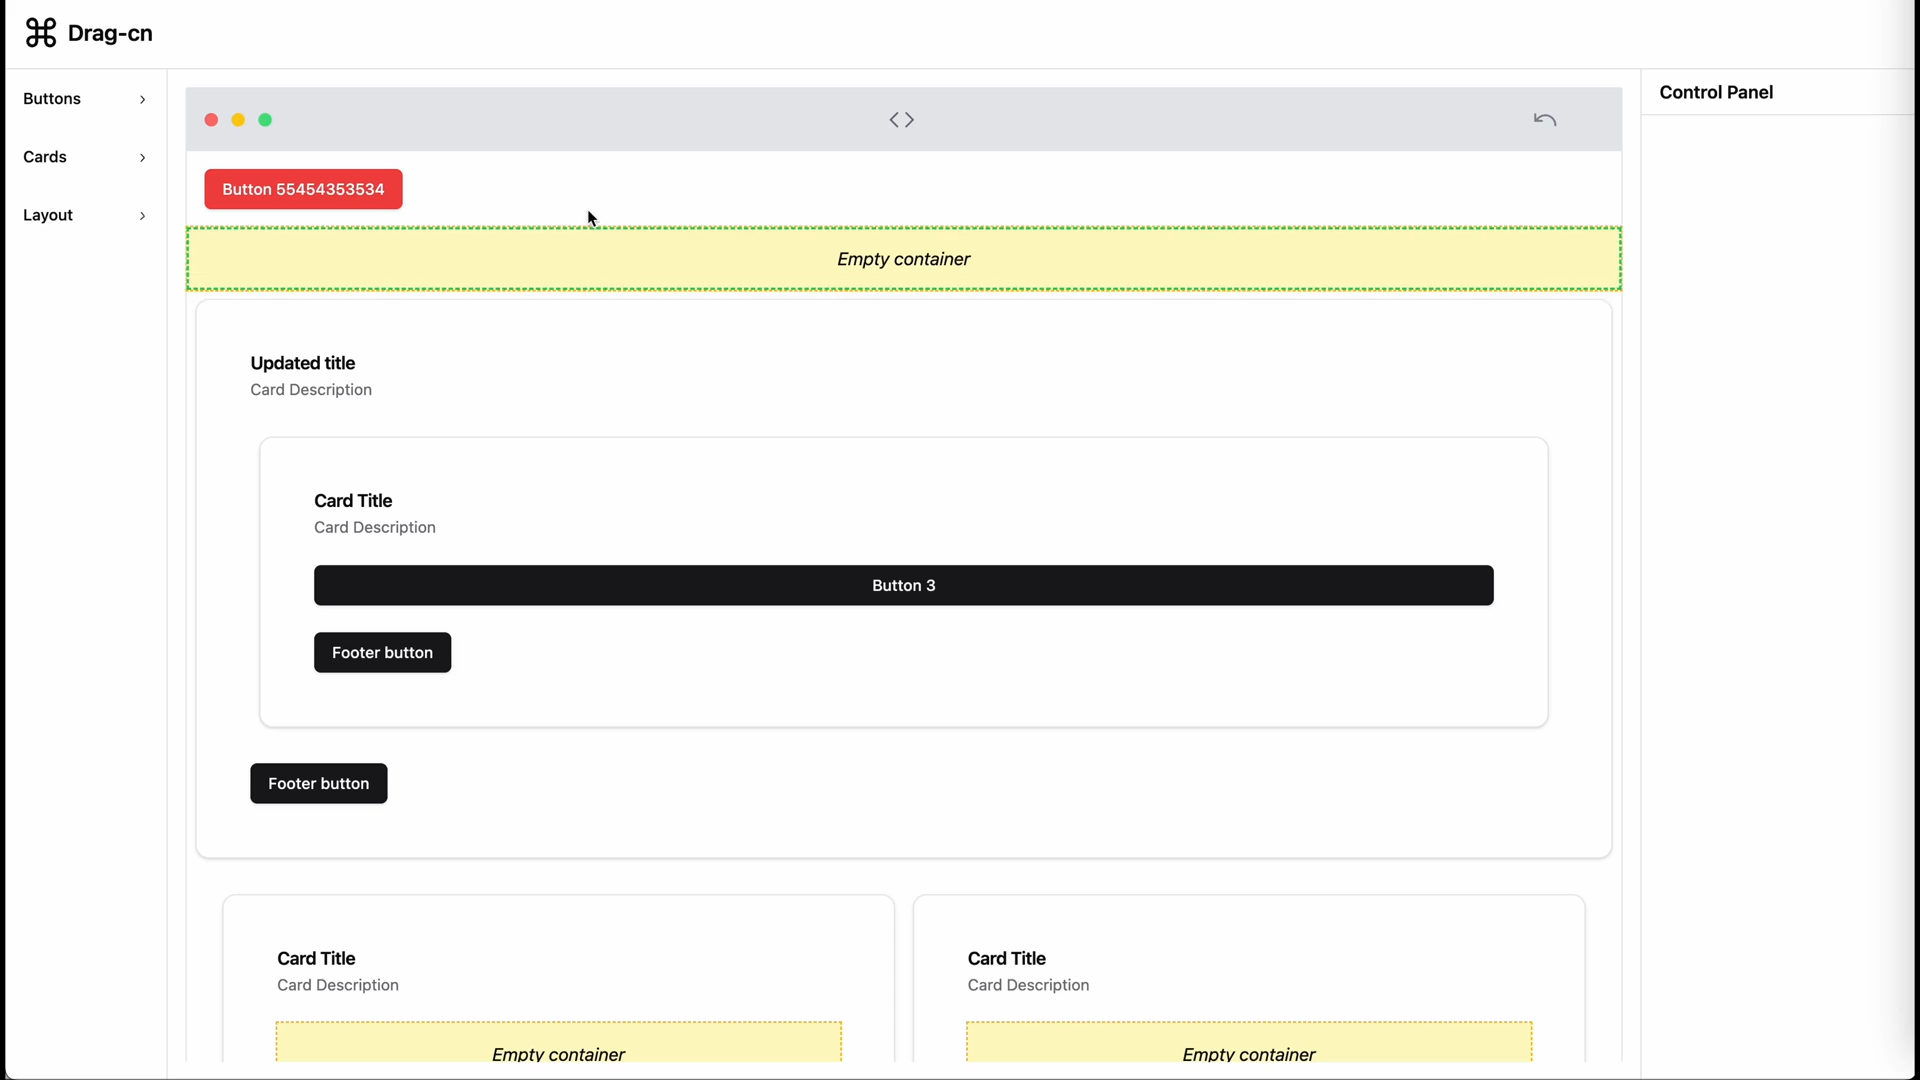 Drag-cn
Buttons
Cards
Layout
Control Panel
Button 55454353534
Empty container
Updated title
Card Description
Card Title
Card Description
Button 3
Footer button
Footer button
Card Title
Card Description
Empty container
Card Title
Card Description
Empty container